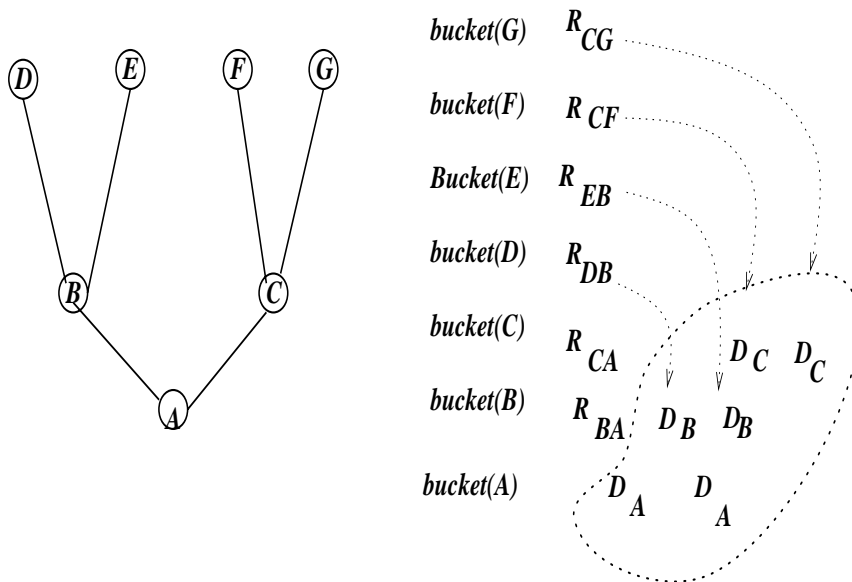 D E F G
B C
A
bucket(G) R CG
bucket(F) R CF
Bucket(E) R EB
bucket(D) R DB
bucket(C) R CA D C D C
bucket(B) R BA D B D B
bucket(A) D A D A